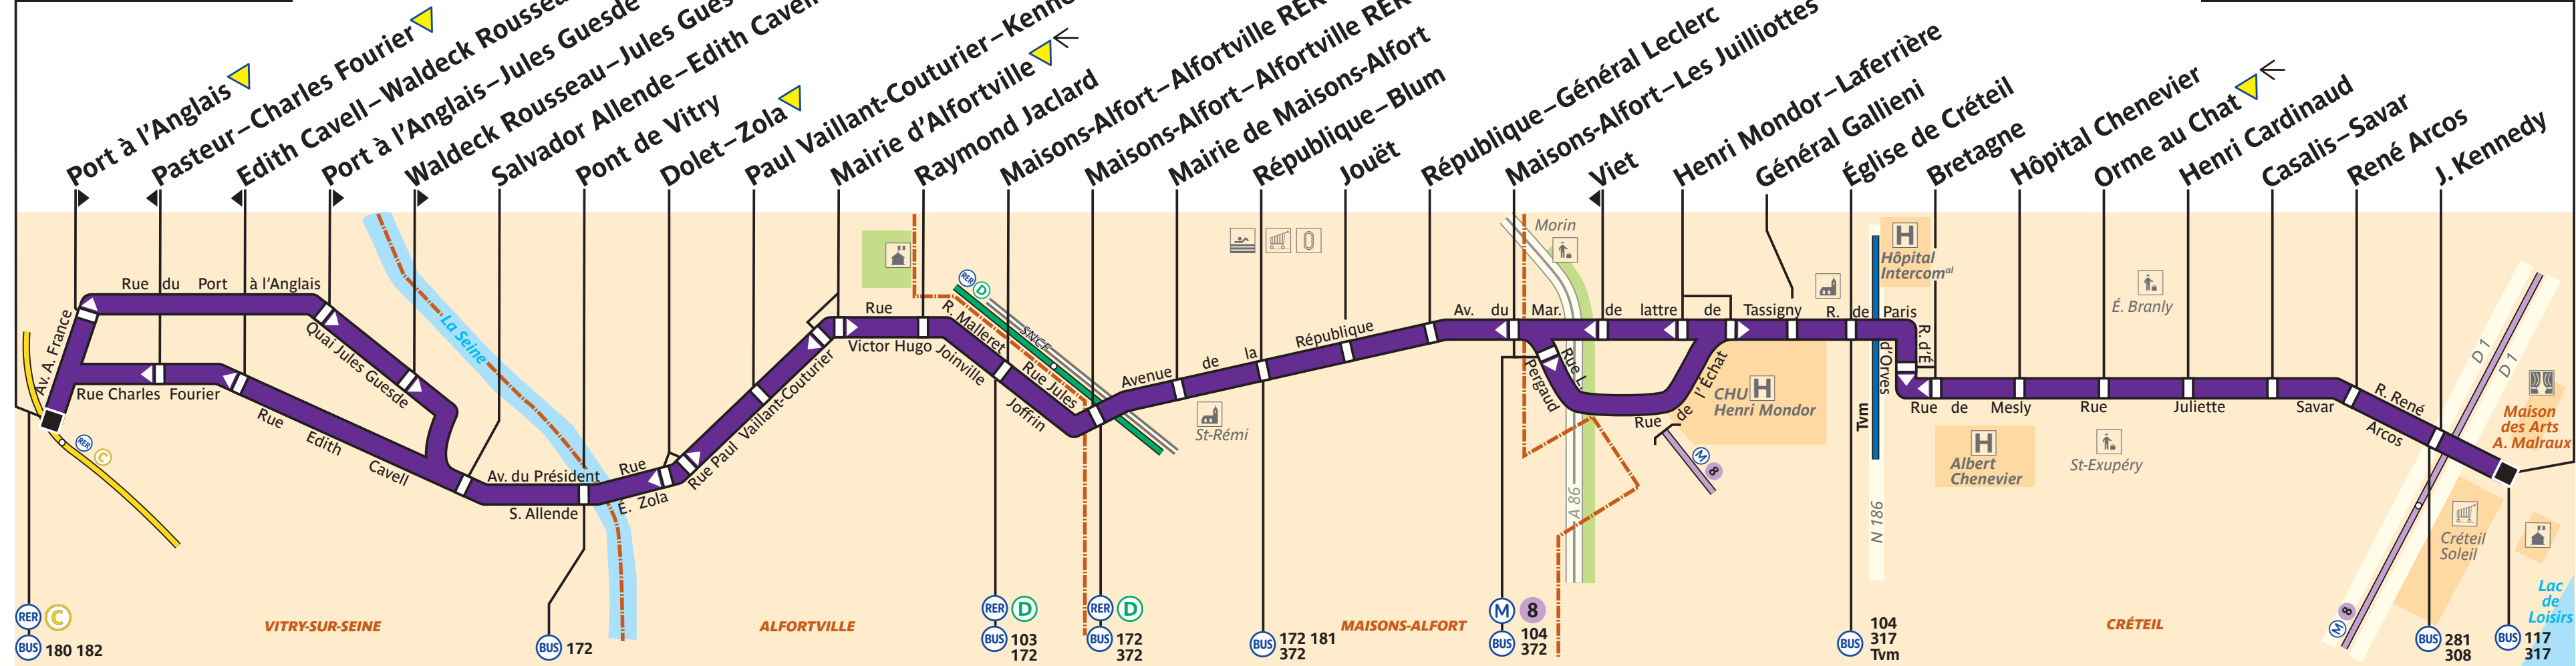 Port à l'Anglais
Pasteur–Charles Fourier
Edith Cavell–Waldeck
Port à l'Anglais–Jules Guesde
Waldeck Rousseau–Jules
Salvador Allende–Edith
Pont de Vitry
Dolet–Zola
Paul Vaillant-Couturier
Mairie d'Alfortville
Raymond Jaclard
Maisons-Alfort–Alfortville RER
Maisons-Alfort–Alfortville RER
Mairie de Maisons-Alfort
République–Blum
Jouët
République–Général Leclerc
Maisons-Alfort–Les Juilliottes
Viet
Henri Mondor–Laferrière
Général Gallieni
Église de Créteil
Bretagne
Hôpital Chenevier
Orme au Chat
Henri Cardinaud
Casalis–Savar
René Arcos
J. Kennedy
Av. A. France
Rue du Port à l'Anglais
Quai Jules Guesde
Rue Charles Fourier
Rue Edith Cavell
RER C
La Seine
Av. du Président
S. Allende
Rue
É. Zola
Rue Paul Vaillant-Couturier
Rue
Victor Hugo
R. Malleret
Joinville
Rue Jules
Joffrin
RER D
SNCF
Avenue de la République
St-Rémi
Av. du Mar. de lattre de Tassigny
Morin
Rue L.
Pergaud
A 86
Rue de l'Échat
M 8
CHU H
Henri Mondor
R. de Paris
R. d'É
d'Orves
Tvm
N 186
H
Hôpital
Intercomal
Rue de Mesly
H
Albert
Chenevier
É. Branly
St-Exupéry
Rue Juliette Savar
R. René
Arcos
D 1
D 1
M 8
Maison
des Arts
A. Malraux
Créteil
Soleil
Lac
de
Loisirs
VITRY-SUR-SEINE
ALFORTVILLE
MAISONS-ALFORT
CRÉTEIL
RER C
BUS 180 182
BUS 172
RER D
BUS 103
172
RER D
BUS 172
372
BUS 172 181
372
M 8
BUS 104
372
BUS 104
317
Tvm
BUS 281
308
BUS 117
317